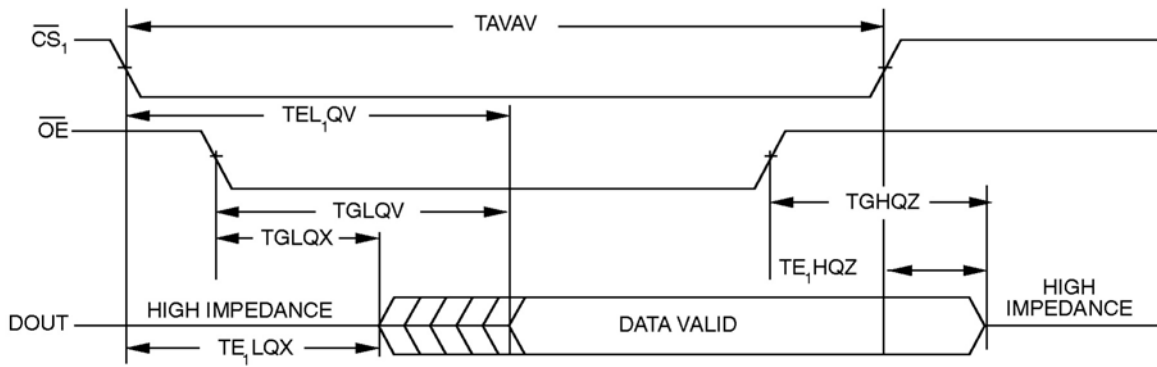 TAVAV
CS₁
TEL₁QV
OE
TGLQV
TGHQZ
TGLQX
TE₁HQZ
HIGH IMPEDANCE
DATA VALID
HIGH
IMPEDANCE
DOUT
TE₁LQX